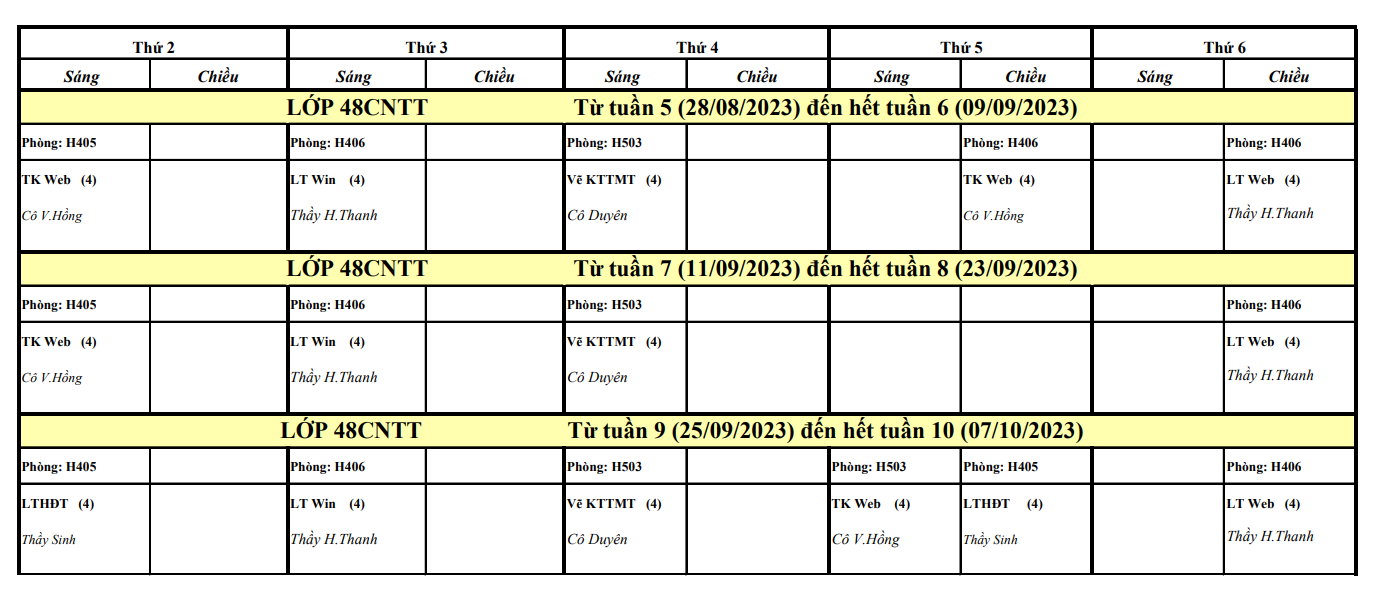 Thứ 2 Thứ 3 Thứ 4 Thứ 5 Thứ 6
Sáng Chiều Sáng Chiều Sáng Chiều Sáng Chiều Sáng Chiều
LỚP 48CNTT Từ tuần 5 (28/08/2023) đến hết tuần 6 (09/09/2023)
Phòng: H405 Phòng: H406 Phòng: H503 Phòng: H406 Phòng: H406
TK Web (4) LT Win (4) Vẽ KTTMT (4) TK Web (4) LT Web (4)
Cô V.Hồng Thầy H.Thanh Cô Duyên Cô V.Hồng Thầy H.Thanh
LỚP 48CNTT Từ tuần 7 (11/09/2023) đến hết tuần 8 (23/09/2023)
Phòng: H405 Phòng: H406 Phòng: H503 Phòng: H406
TK Web (4) LT Win (4) Vẽ KTTMT (4) LT Web (4)
Cô V.Hồng Thầy H.Thanh Cô Duyên Thầy H.Thanh
LỚP 48CNTT Từ tuần 9 (25/09/2023) đến hết tuần 10 (07/10/2023)
Phòng: H405 Phòng: H406 Phòng: H503 Phòng: H503 Phòng: H405 Phòng: H406
LTHĐT (4) LT Win (4) Vẽ KTTMT (4) TK Web (4) LTHĐT (4) LT Web (4)
Thầy Sinh Thầy H.Thanh Cô Duyên Cô V.Hồng Thầy Sinh Thầy H.Thanh